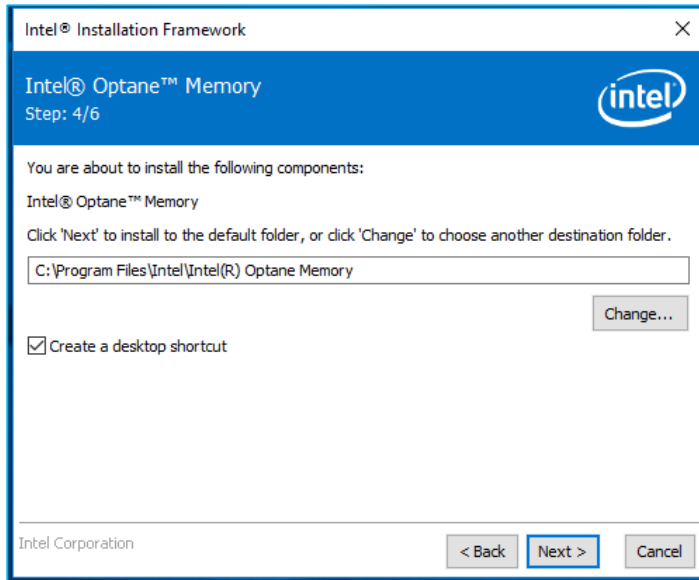 Intel® Installation Framework
Intel® Optane™ Memory
Step: 4/6
intel
You are about to install the following components:
Intel® Optane™ Memory
Click 'Next' to install to the default folder, or click 'Change' to choose another destination folder.
C:\Program Files\Intel\Intel(R) Optane Memory
Change...
Create a desktop shortcut
Intel Corporation
< Back
Next >
Cancel